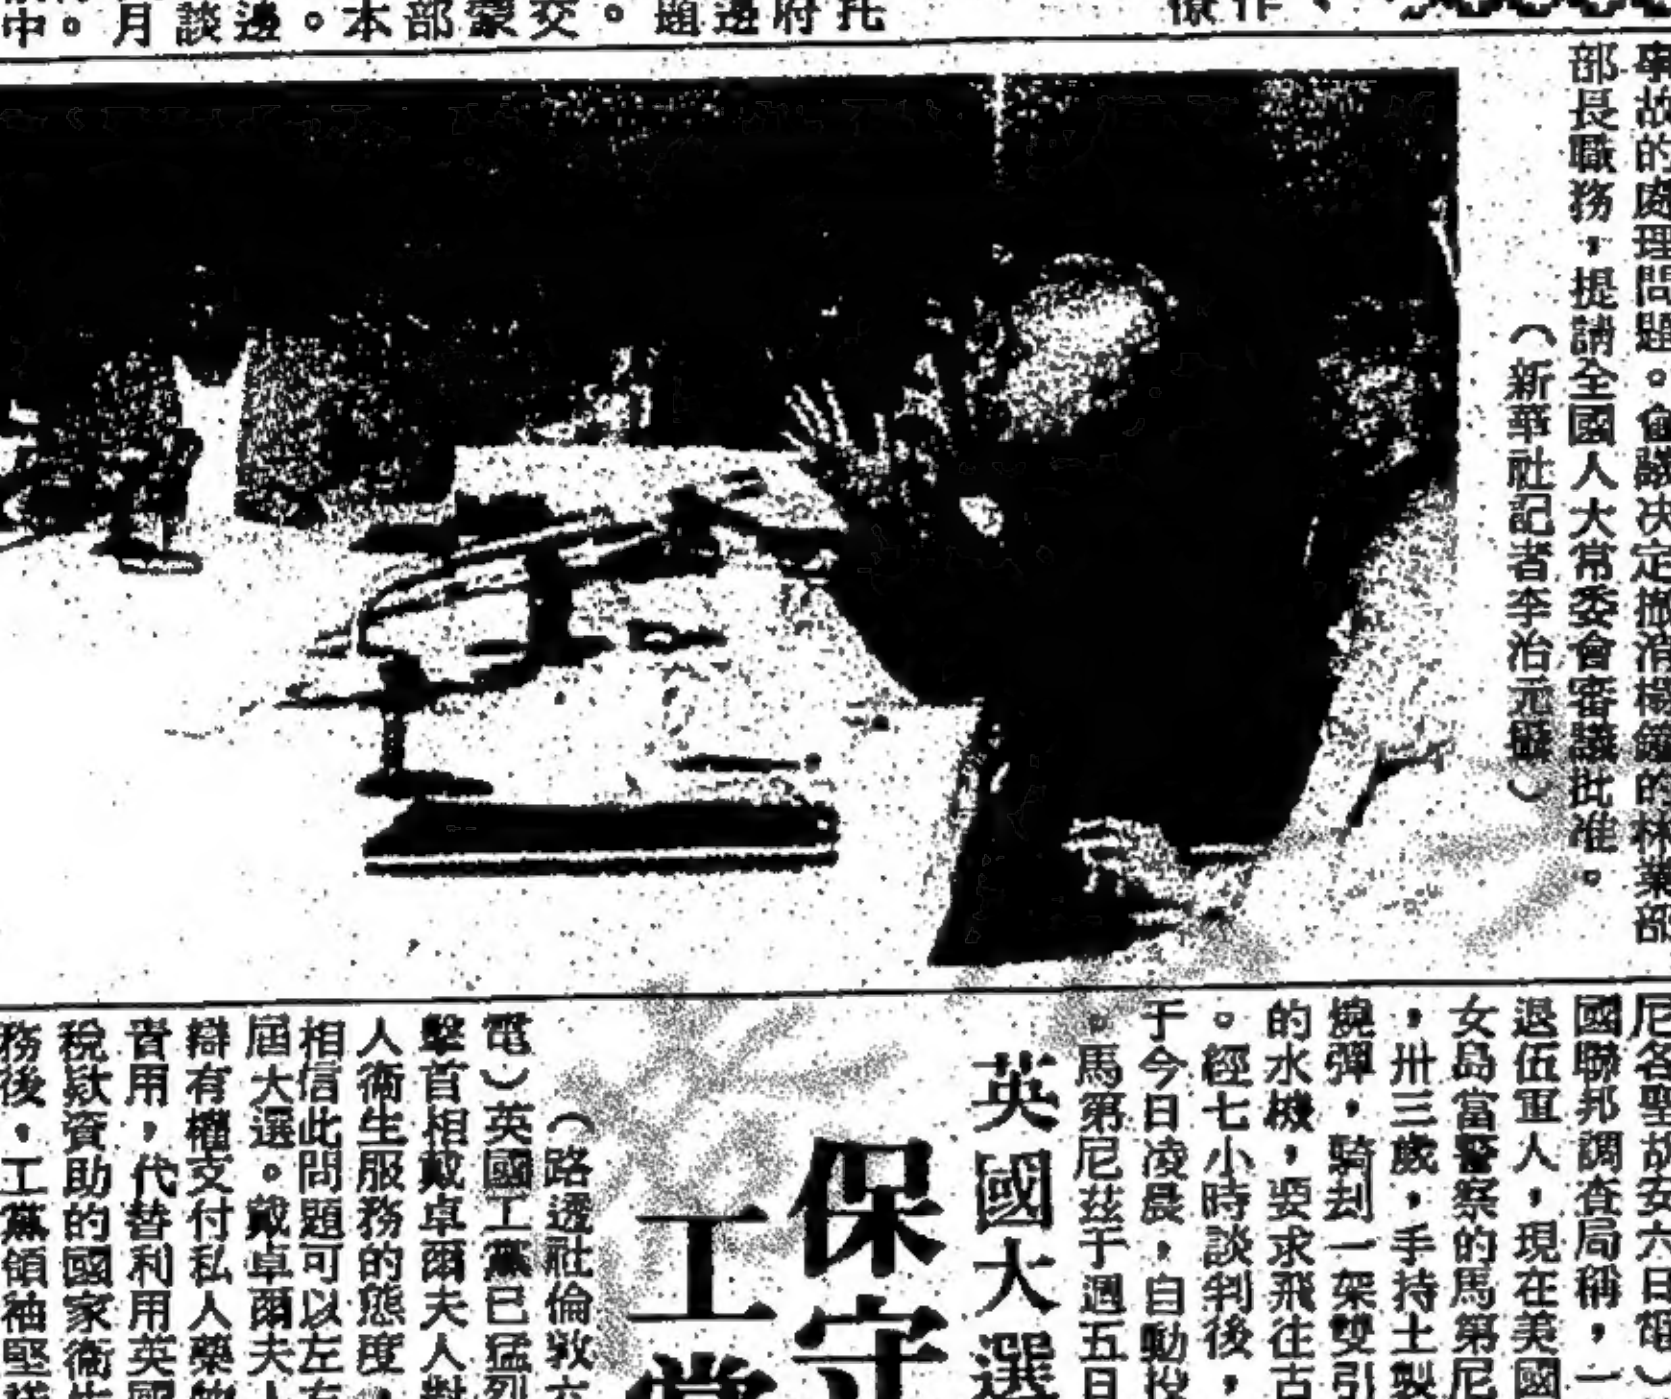 托府邊題。交蒙部本。邊談月。中
作僚
事故的處理問題。會議決定撤消楊鐘的林業部
部長職務，提請全國人大常委會審議批准。
（新華社記者李治元攝）
尼各聖胡安六日電）
國聯邦調查局稱，一
退伍軍人，現在美國
女島當警察的馬第尼
，卅三歲，手持土製
燒彈，騎刦一架雙引
的水機，要求飛往古
。經七小時談判後，
于今日凌晨，自動投
。馬第尼茲于週五日
英國大選
保守
工黨
（路透社倫敦六
電）英國工黨已猛烈
擊首相戴卓爾夫人對
人衞生服務的態度，
相信此問題可以左右
屆大選。戴卓爾夫人
辯有權支付私人藥物
費用，代替利用英國
稅欵資助的國家衞生
務後，工黨領袖堅